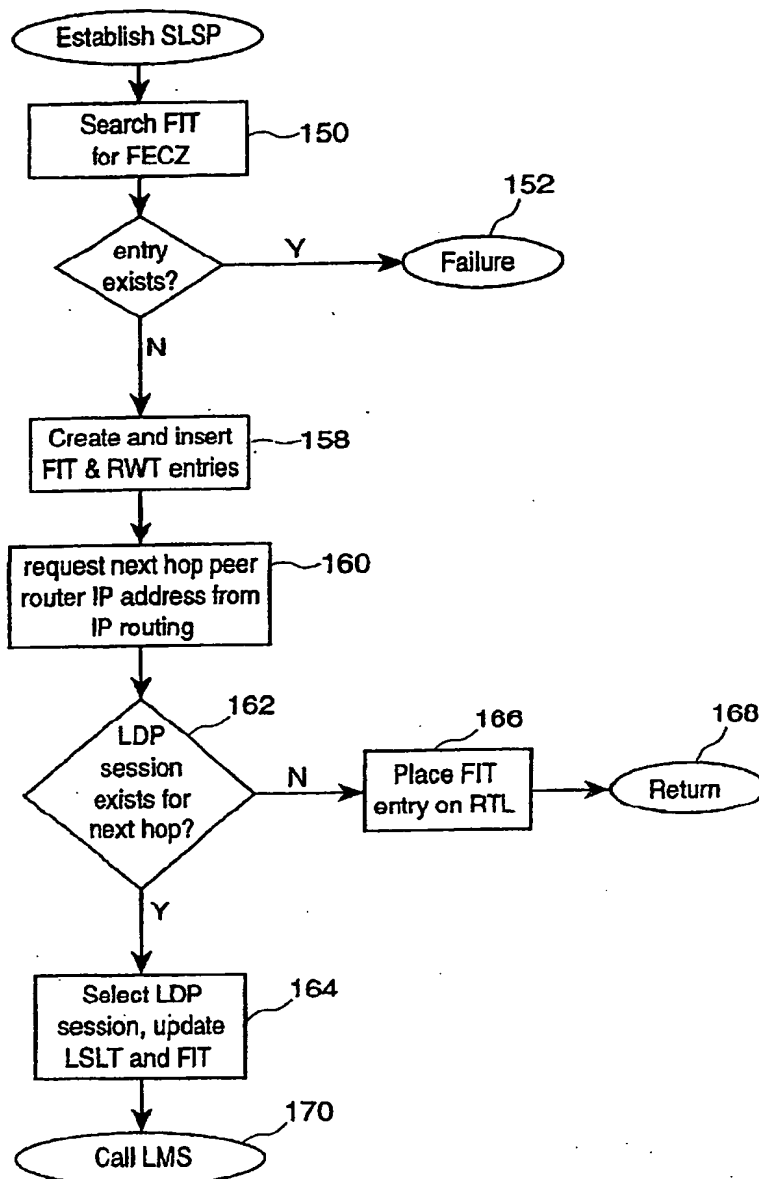 Establish SLSP
Search FIT
for FECZ
150
152
entry
exists?
Y
Failure
N
Create and insert
FIT & RWT entries
158
request next hop peer
router IP address from
IP routing
160
162
LDP
session
exists for
next hop?
N
166
Place FIT
entry on RTL
168
Return
Y
Select LDP
session, update
LSLT and FIT
164
170
Call LMS